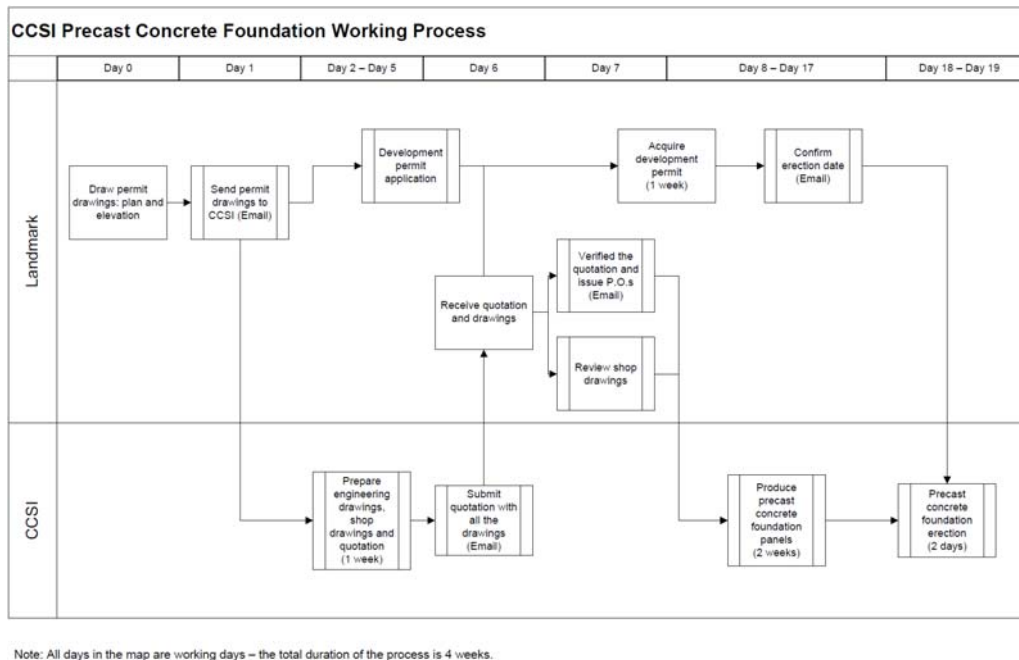 CCSI Precast Concrete Foundation Working Process
Day 0
Day 1
Day 2 – Day 5
Day 6
Day 7
Day 8 – Day 17
Day 18 – Day 19
Landmark
Draw permit
drawings: plan and
elevation
Send permit
drawings to
CCSI (Email)
Development
permit
application
Acquire
development
permit
(1 week)
Confirm
erection date
(Email)
Receive quotation
and drawings
Verified the
quotation and
issue P.O.s
(Email)
Review shop
drawings
CCSI
Prepare
engineering
drawings,
shop
drawings and
quotation
(1 week)
Submit
quotation with
all the
drawings
(Email)
Produce
precast
concrete
foundation
panels
(2 weeks)
Precast
concrete
foundation
erection
(2 days)
Note: All days in the map are working days – the total duration of the process is 4 weeks.